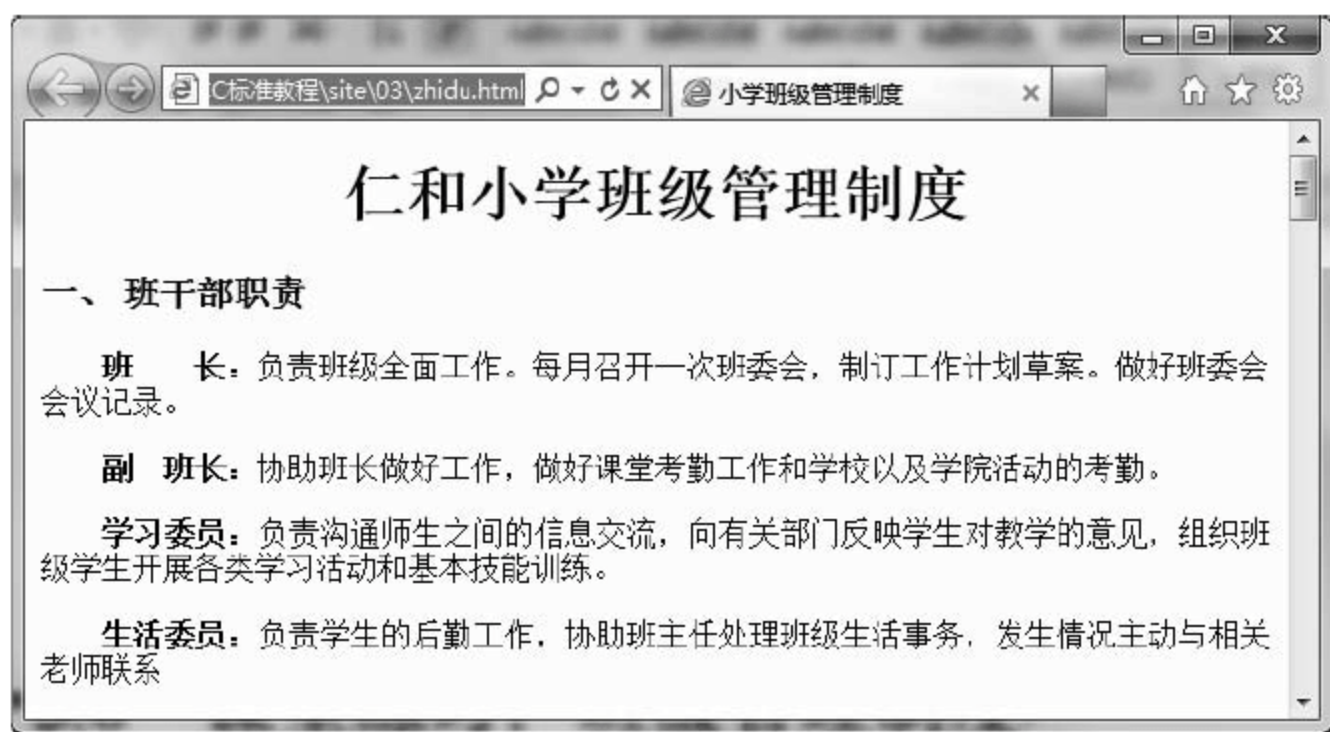 C标准教程\site\03\zhidu.html
小学班级管理制度
仁和小学班级管理制度
一、 班干部职责
班　　长：负责班级全面工作。每月召开一次班委会，制订工作计划草案。做好班委会
会议记录。
副　班长：协助班长做好工作，做好课堂考勤工作和学校以及学院活动的考勤。
学习委员：负责沟通师生之间的信息交流，向有关部门反映学生对教学的意见，组织班
级学生开展各类学习活动和基本技能训练。
生活委员：负责学生的后勤工作，协助班主任处理班级生活事务，发生情况主动与相关
老师联系